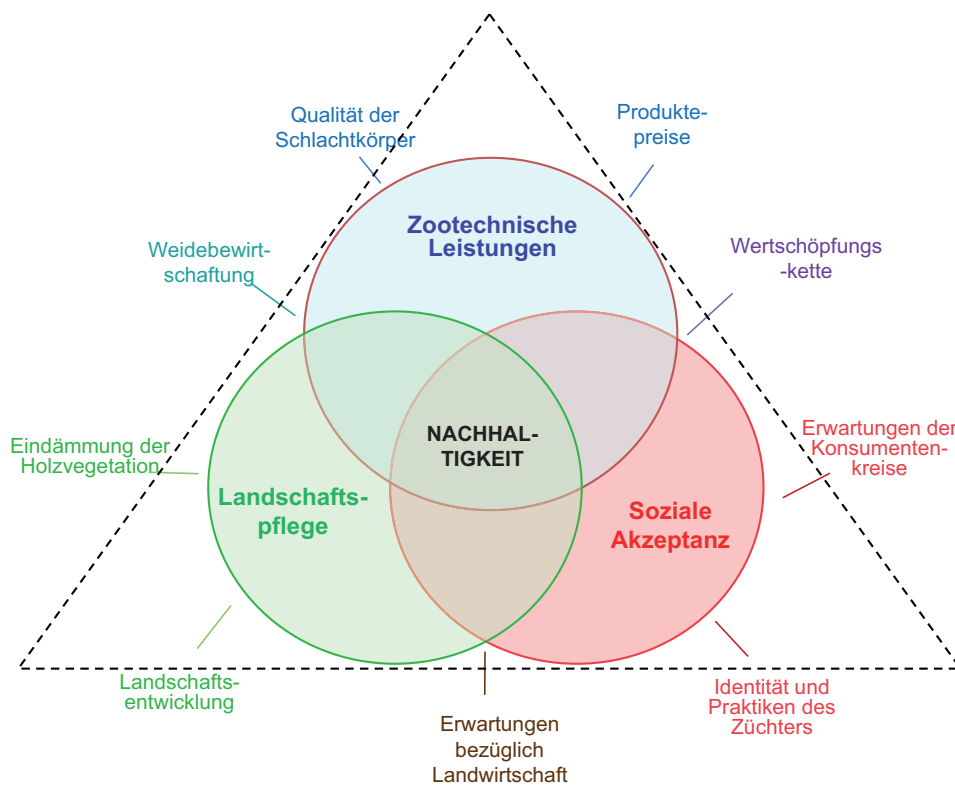 Qualität der
Schlachtkörper
Produkte-
preise
Zootechnische
Leistungen
Weidebewirt-
schaftung
Wertschöpfungs
-kette
NACHHAL-
TIGKEIT
Eindämmung der
Holzvegetation
Erwartungen der
Konsumenten-
kreise
Landschafts-
pflege
Soziale
Akzeptanz
Landschafts-
entwicklung
Erwartungen
bezüglich
Landwirtschaft
Identität und
Praktiken des
Züchters